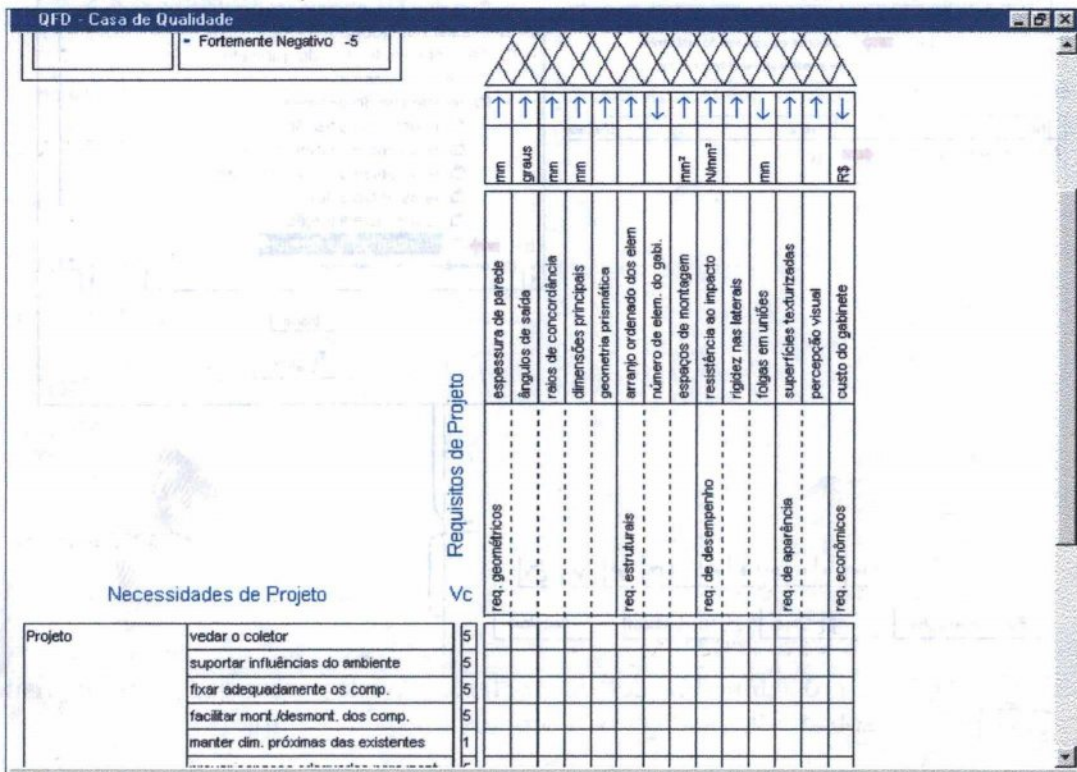 QFD - Casa de Qualidade
- Fortemente Negativo -5
↑ ↑ ↑ ↑ ↑ ↑ ↓ ↑ ↑ ↑ ↓ ↑ ↑ ↓
mm
graus
mm
mm
mm²
N/mm²
mm
R$
Requisitos de Projeto
espessura de parede
ângulos de saída
raios de concordância
dimensões principais
geometria prismática
arranjo ordenado dos elem
número de elem. do gabi.
espaços de montagem
resistência ao impacto
rigidez nas laterais
folgas em uniões
superfícies texturizadas
percepção visual
custo do gabinete
req. geométricos
req. estruturais
req. de desempenho
req. de aparência
req. econômicos
Necessidades de Projeto Vc
Projeto vedar o coletor 5
suportar influências do ambiente 5
fixar adequadamente os comp. 5
facilitar mont./desmont. dos comp. 5
manter dim. próximas das existentes 1